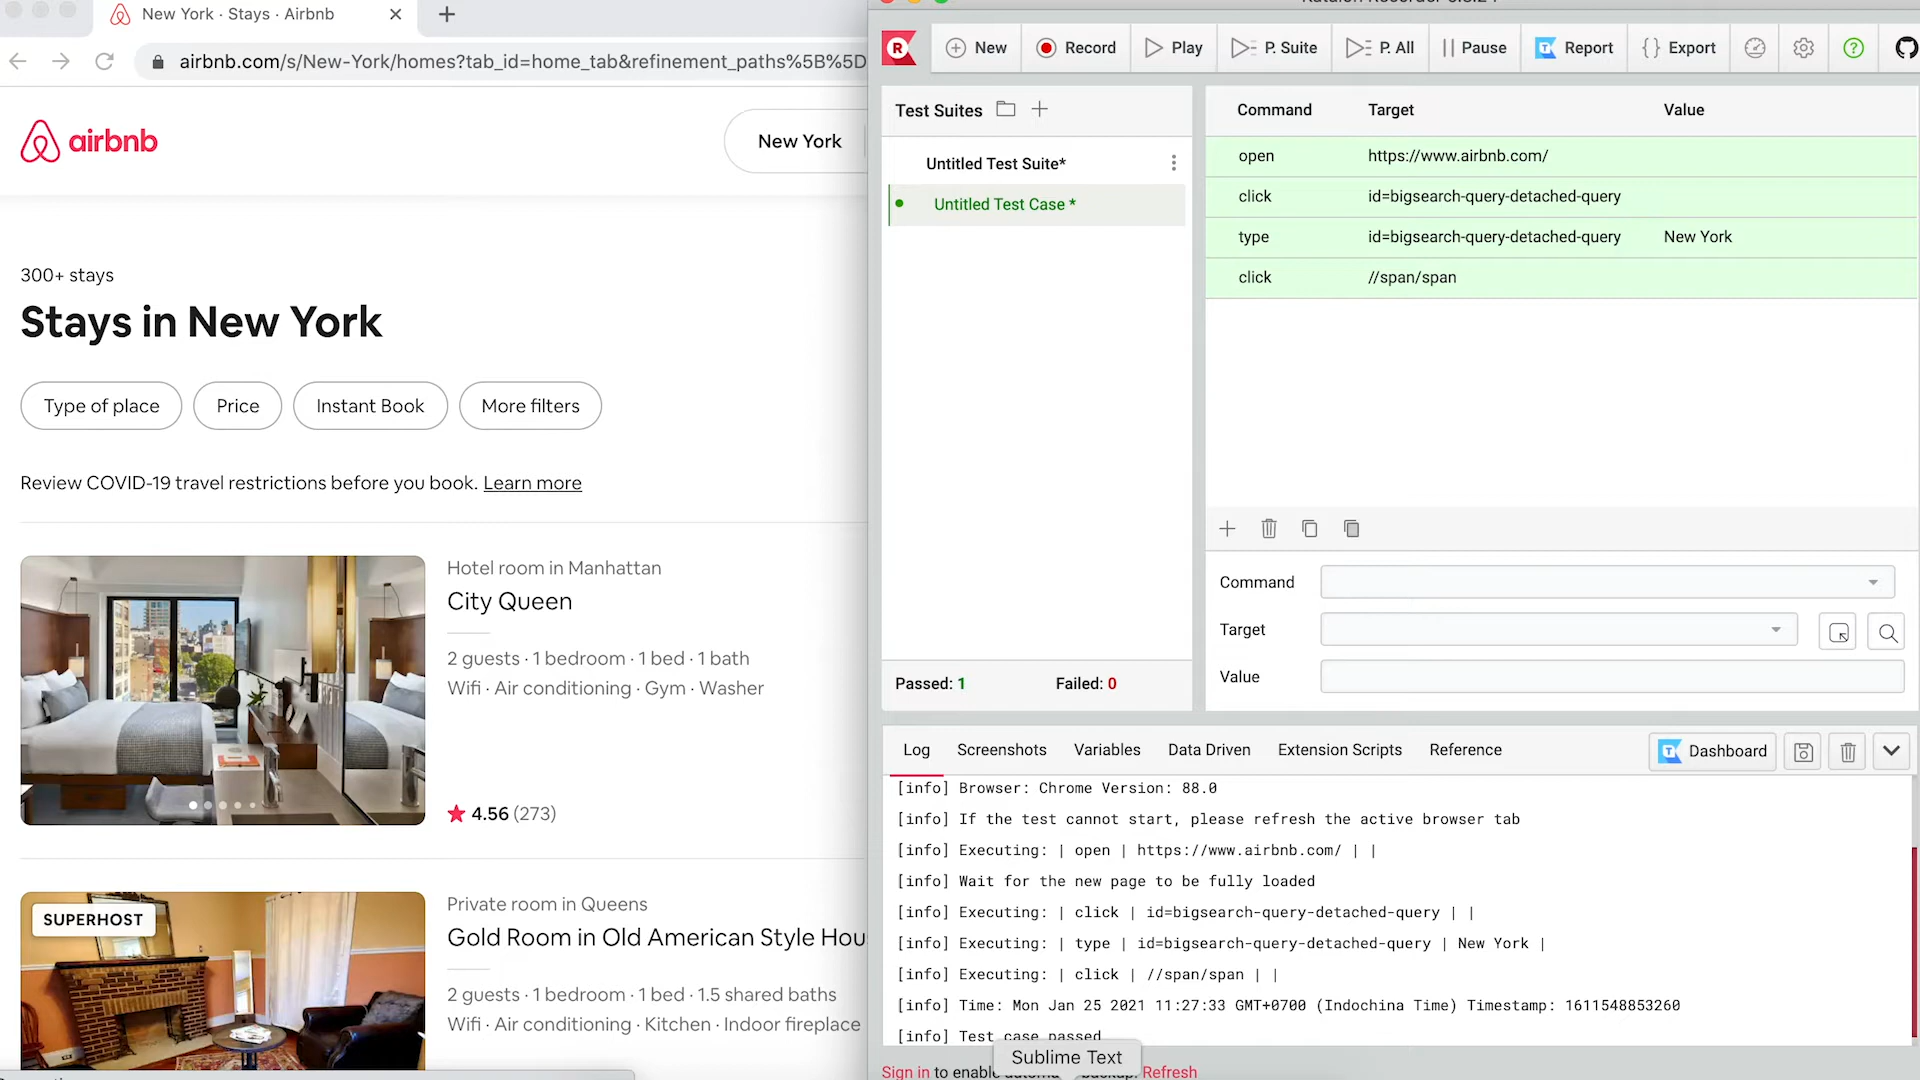 New York · Stays · Airbnb
airbnb.com/s/New-York/homes?tab_id=home_tab&refinement_paths%5B%5D
airbnb
New York
300+ stays
Stays in New York
Type of place
Price
Instant Book
More filters
Review COVID-19 travel restrictions before you book. Learn more
Hotel room in Manhattan
City Queen
2 guests · 1 bedroom · 1 bed · 1 bath
Wifi · Air conditioning · Gym · Washer
4.56 (273)
SUPERHOST
Private room in Queens
Gold Room in Old American Style Hou
2 guests · 1 bedroom · 1 bed · 1.5 shared baths
Wifi · Air conditioning · Kitchen · Indoor fireplace
R
New
Record
Play
P. Suite
P. All
Pause
Report
{ } Export
?
Test Suites
Untitled Test Suite*
Untitled Test Case *
Passed: 1
Failed: 0
Command Target Value
open https://www.airbnb.com/
click id=bigsearch-query-detached-query
type id=bigsearch-query-detached-query New York
click //span/span
Command
Target
Value
Log Screenshots Variables Data Driven Extension Scripts Reference
Dashboard
[info] Browser: Chrome Version: 88.0
[info] If the test cannot start, please refresh the active browser tab
[info] Executing: | open | https://www.airbnb.com/ | |
[info] Wait for the new page to be fully loaded
[info] Executing: | click | id=bigsearch-query-detached-query | |
[info] Executing: | type | id=bigsearch-query-detached-query | New York |
[info] Executing: | click | //span/span | |
[info] Time: Mon Jan 25 2021 11:27:33 GMT+0700 (Indochina Time) Timestamp: 1611548853260
[info] Test case passed
Sublime Text
Sign in to enable Refresh